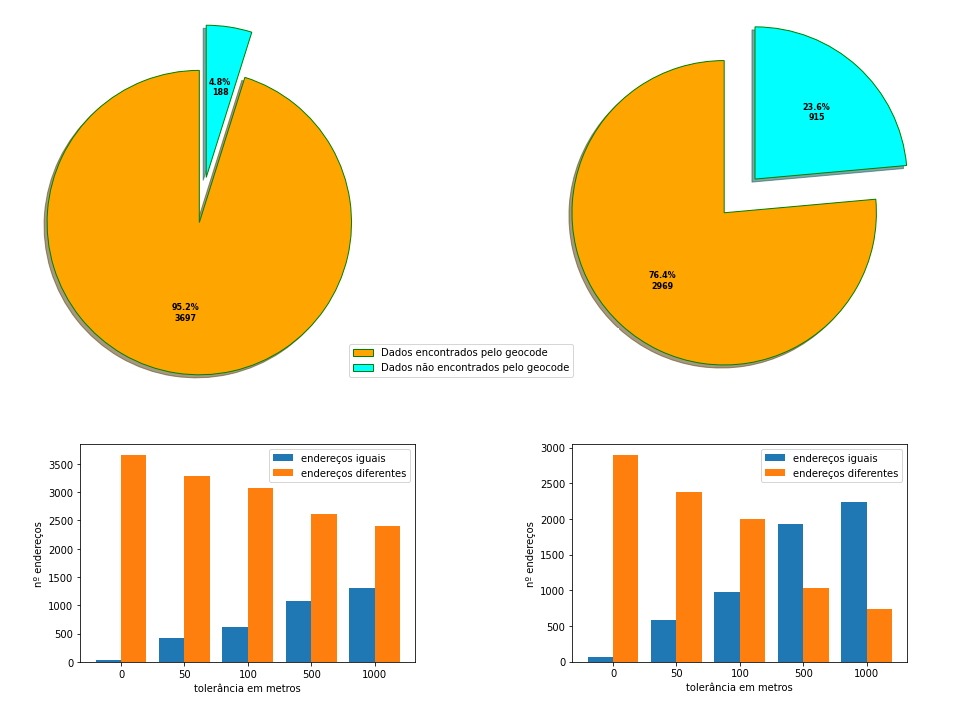 4.8%
188
95.2%
3697
23.6%
915
76.4%
2969
Dados encontrados pelo geocode
Dados não encontrados pelo geocode
endereços iguais
endereços diferentes
3500
3000
2500
2000
1500
1000
500
0
nº endereços
0 50 100 500 1000
tolerância em metros
endereços iguais
endereços diferentes
3000
2500
2000
1500
1000
500
0
nº endereços
0 50 100 500 1000
tolerância em metros